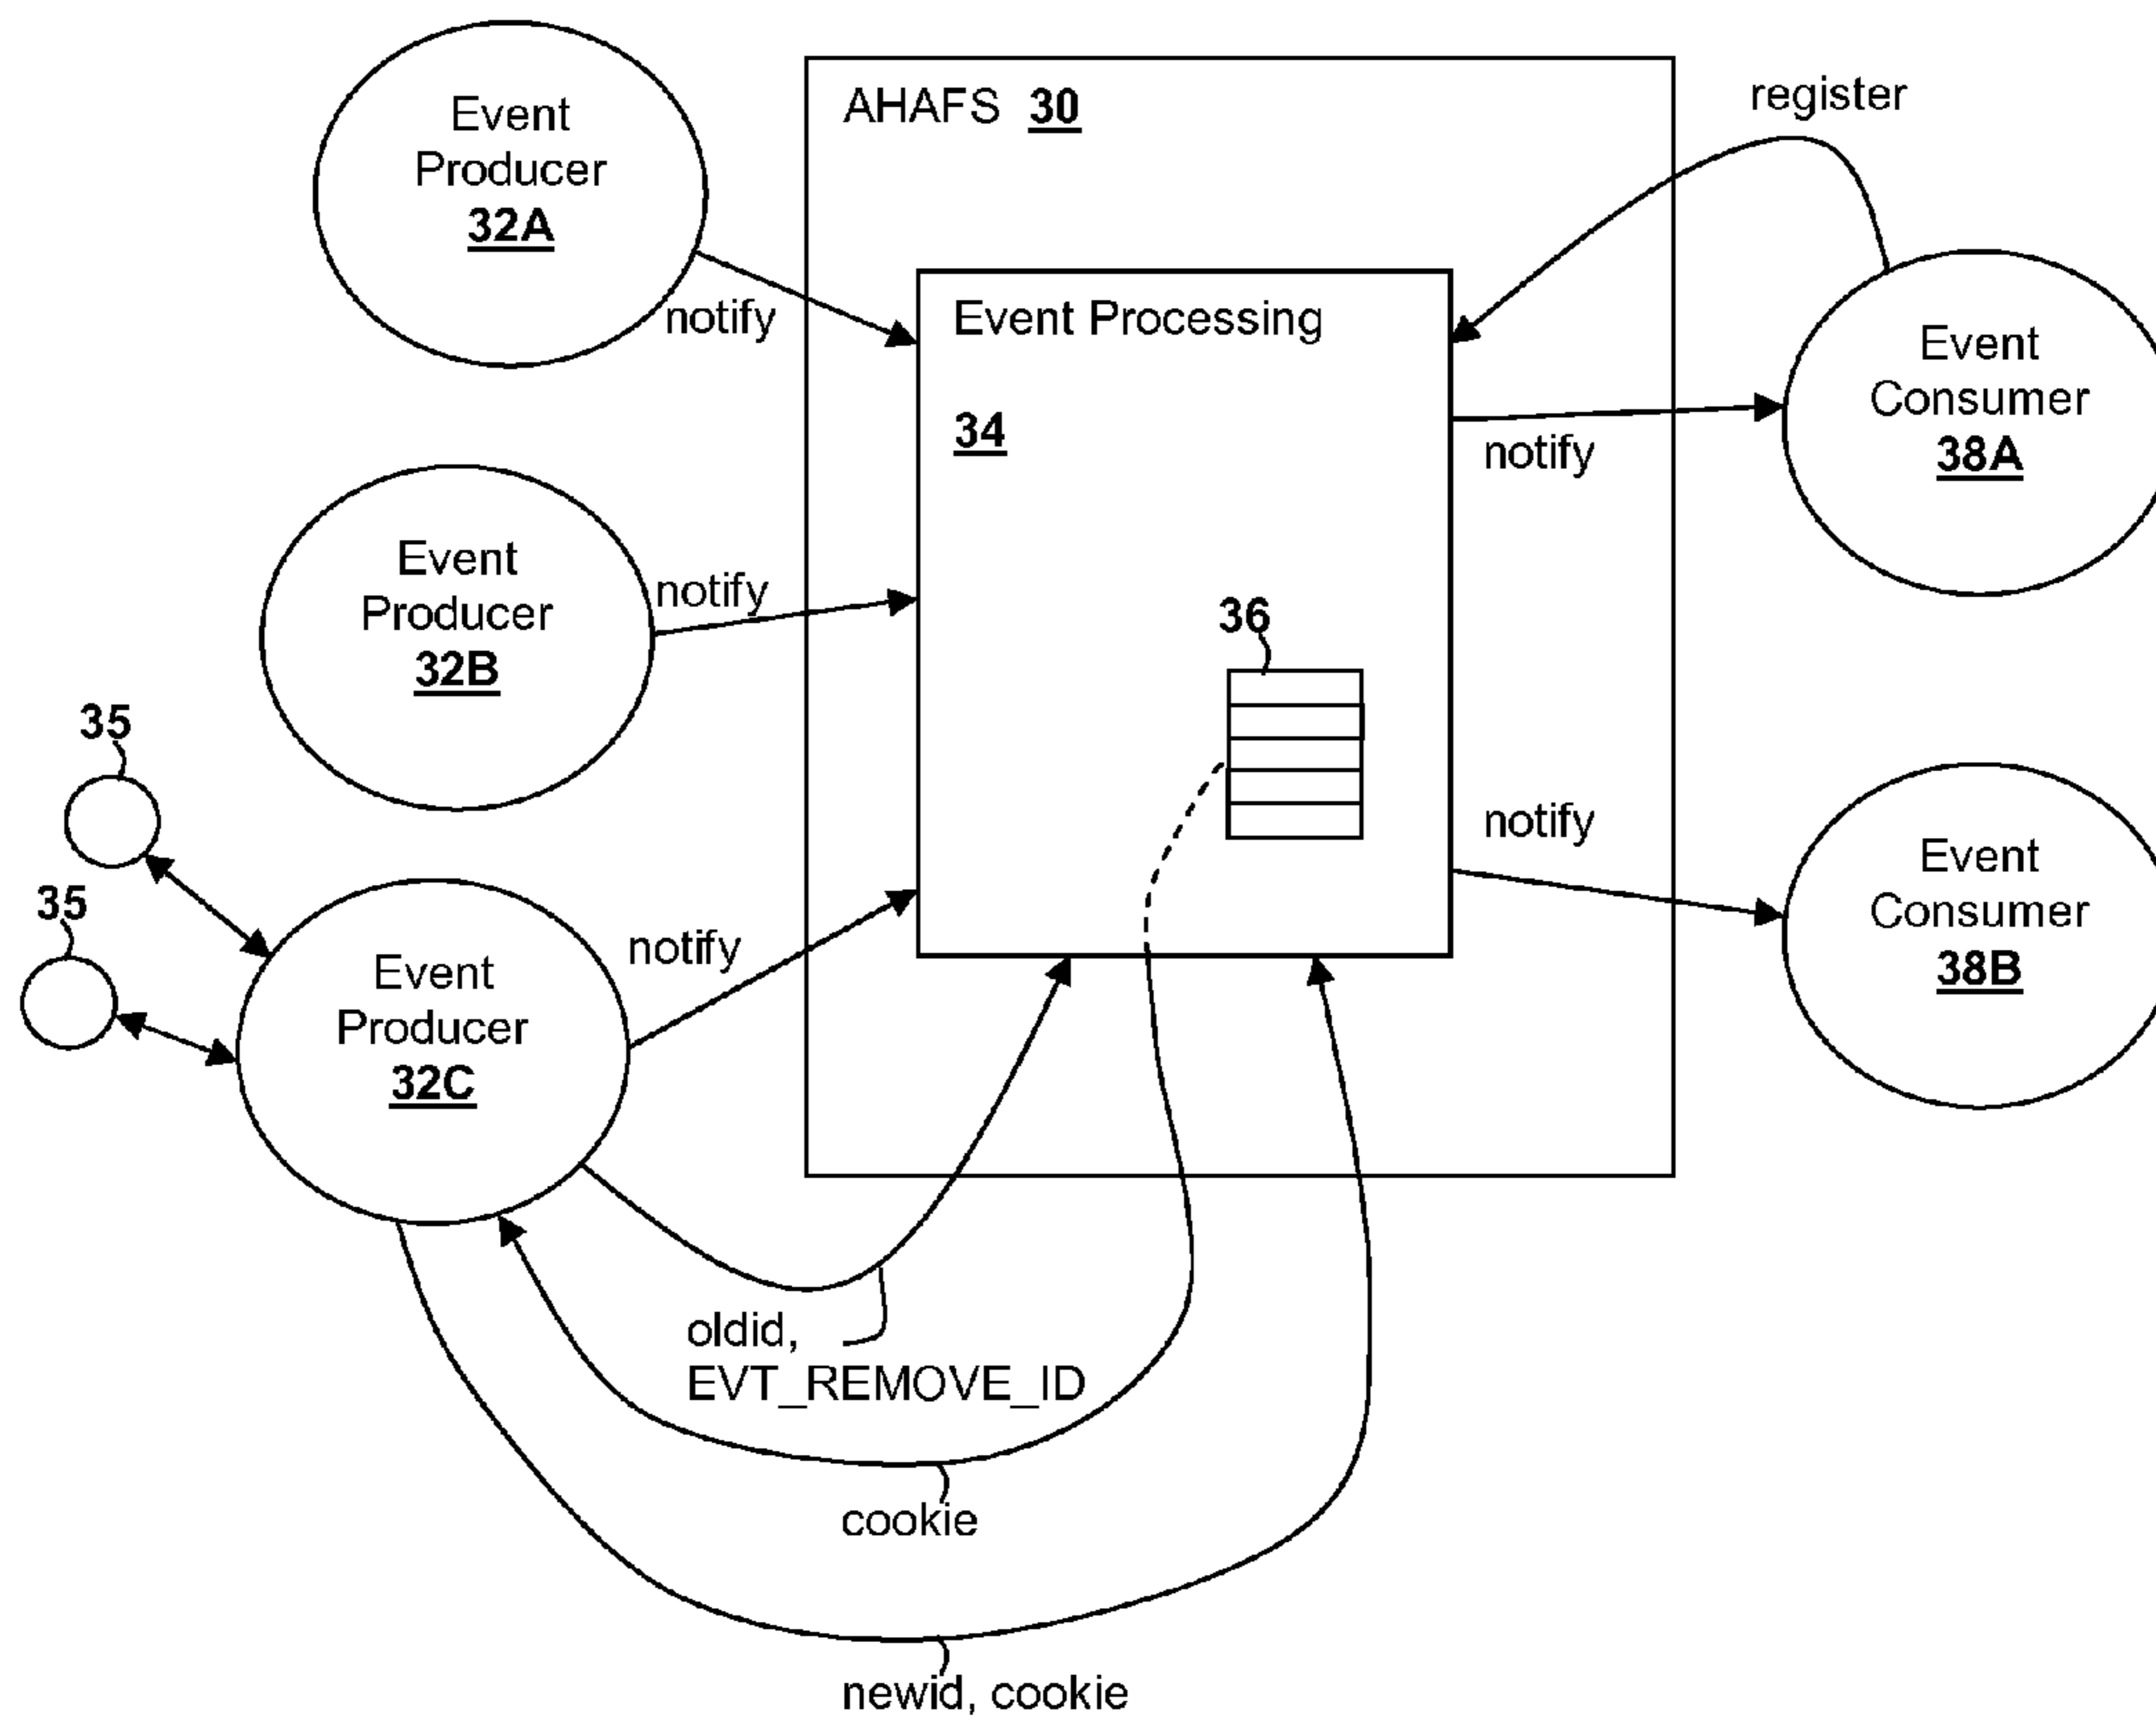 Event
Producer
32A
notify
AHAFS 30
register
Event Processing
34
Event
Consumer
38A
notify
Event
Producer
32B
notify
36
35
35
Event
Producer
32C
notify
notify
Event
Consumer
38B
oldid,
EVT_REMOVE_ID
cookie
newid, cookie